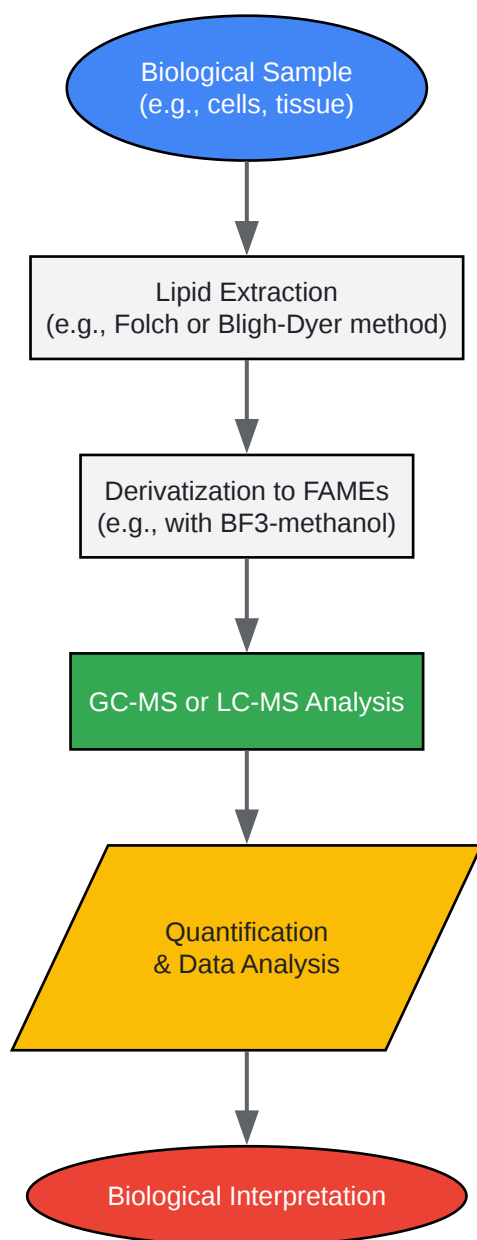 Biological Sample
(e.g., cells, tissue)
Lipid Extraction
(e.g., Folch or Bligh-Dyer method)
Derivatization to FAMEs
(e.g., with BF3-methanol)
GC-MS or LC-MS Analysis
Quantification
& Data Analysis
Biological Interpretation